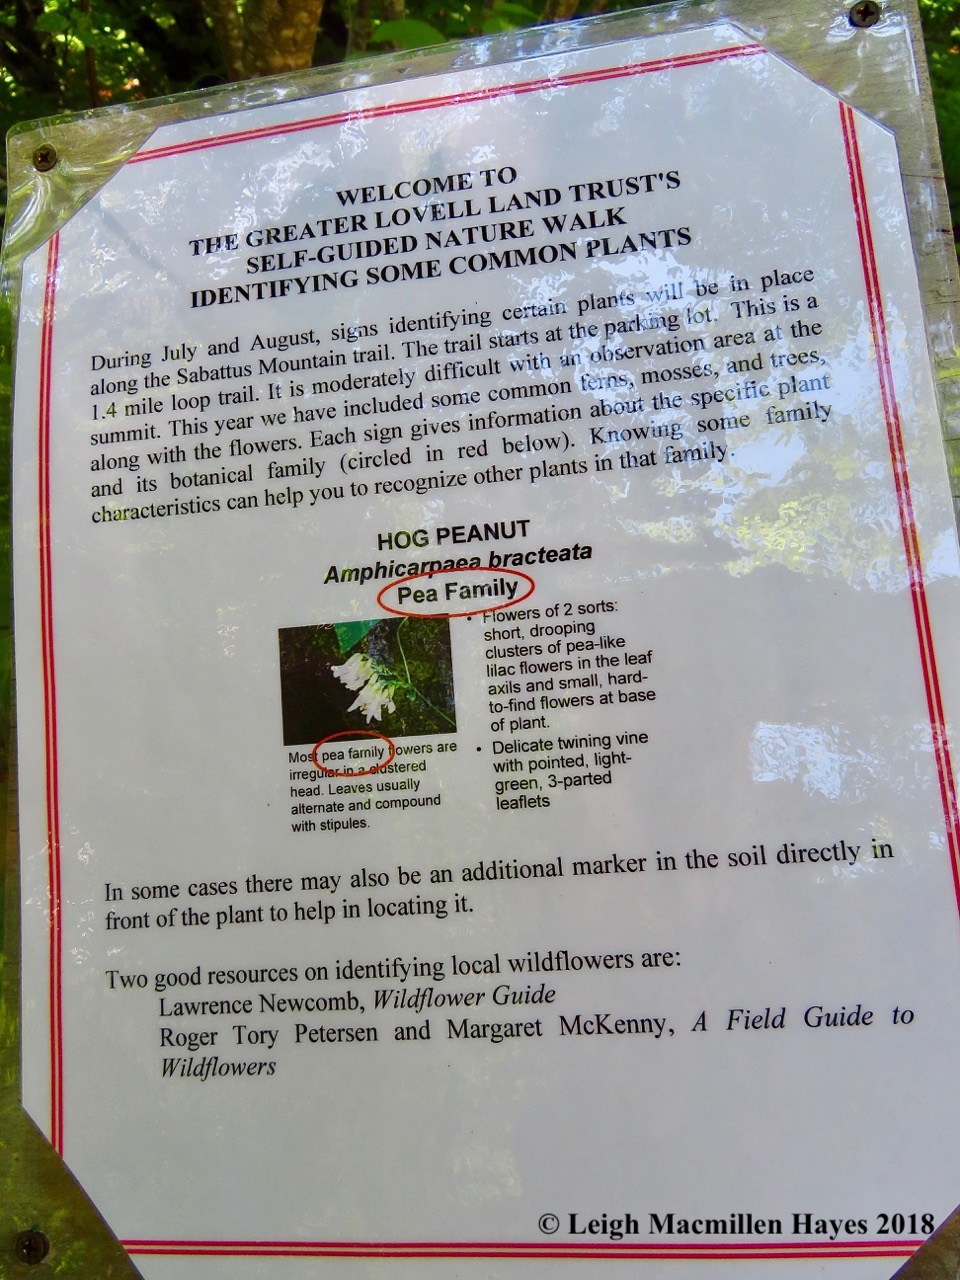 WELCOME TO
THE GREATER LOVELL LAND TRUST'S
SELF-GUIDED NATURE WALK
IDENTIFYING SOME COMMON PLANTS
During July and August, signs identifying certain plants will be in place
along the Sabattus Mountain trail. The trail starts at the parking lot. This is a
1.4 mile loop trail. It is moderately difficult with an observation area at the
summit. This year we have included some common ferns, mosses, and trees,
along with the flowers. Each sign gives information about the specific plant
and its botanical family (circled in red below). Knowing some family
characteristics can help you to recognize other plants in that family.
HOG PEANUT
Amphicarpaea bracteata
Pea Family
Most pea family flowers are
irregular in a clustered
head. Leaves usually
alternate and compound
with stipules.
• Flowers of 2 sorts:
short, drooping
clusters of pea-like
lilac flowers in the leaf
axils and small, hard-
to-find flowers at base
of plant.
• Delicate twining vine
with pointed, light-
green, 3-parted
leaflets
In some cases there may also be an additional marker in the soil directly in
front of the plant to help in locating it.
Two good resources on identifying local wildflowers are:
Lawrence Newcomb, Wildflower Guide
Roger Tory Petersen and Margaret McKenny, A Field Guide to
Wildflowers
© Leigh Macmillen Hayes 2018